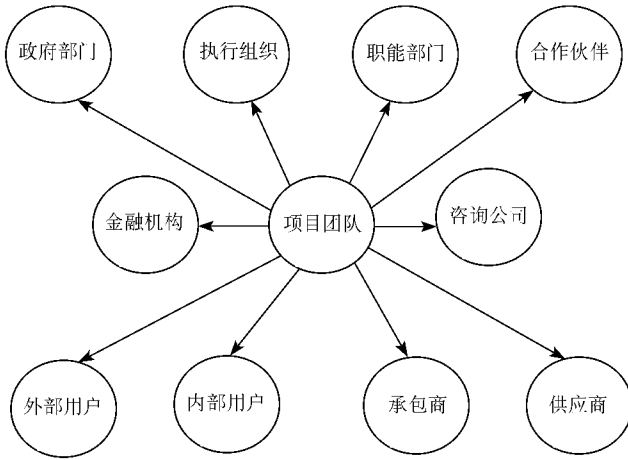 政府部门
执行组织
职能部门
合作伙伴
金融机构
项目团队
咨询公司
外部用户
内部用户
承包商
供应商